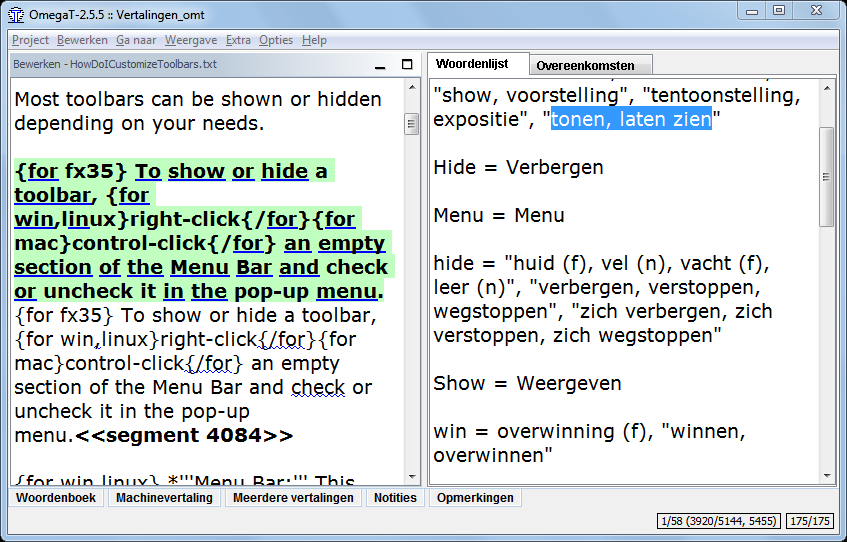 OmegaT-2.5.5 :: Vertalingen_omt
Project Bewerken Ga naar Weergave Extra Opties Help
Bewerken - HowDoICustomizeToolbars.txt
Most toolbars can be shown or hidden
depending on your needs.
{for fx35} To show or hide a
toolbar, {for
win,linux}right-click{/for}{for
mac}control-click{/for} an empty
section of the Menu Bar and check
or uncheck it in the pop-up menu.
{for fx35} To show or hide a toolbar,
{for win,linux}right-click{/for}{for
mac}control-click{/for} an empty
section of the Menu Bar and check or
uncheck it in the pop-up
menu.<<segment 4084>>
{for win,linux} *'''Menu Bar:''' This
Woordenlijst Overeenkomsten
"show, voorstelling", "tentoonstelling,
expositie", "tonen, laten zien"
Hide = Verbergen
Menu = Menu
hide = "huid (f), vel (n), vacht (f),
leer (n)", "verbergen, verstoppen,
wegstoppen", "zich verbergen, zich
verstoppen, zich wegstoppen"
Show = Weergeven
win = overwinning (f), "winnen,
overwinnen"
Woordenboek Machinevertaling Meerdere vertalingen Notities Opmerkingen
1/58 (3920/5144, 5455) 175/175